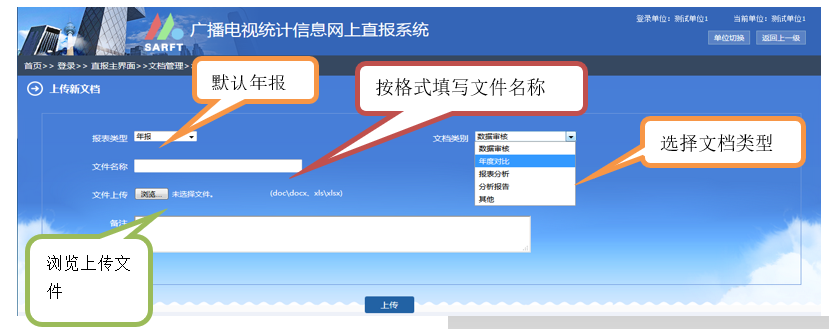 登录单位：测试单位1 当前单位：测试单位1
广播电视统计信息网上直报系统
SARFT
单位切换 返回上一级
首页>> 登录>> 直报主界面>>文档管理>>
上传新文档
默认年报
按格式填写文件名称
选择文档类型
报表类型 年报
文档类别 数据审核
数据审核
年度对比
报表分析
分析报告
其他
文件名称
文件上传 浏览... 未选择文件。 (doc\docx、xls\xlsx)
备注
浏览上传文
件
上传